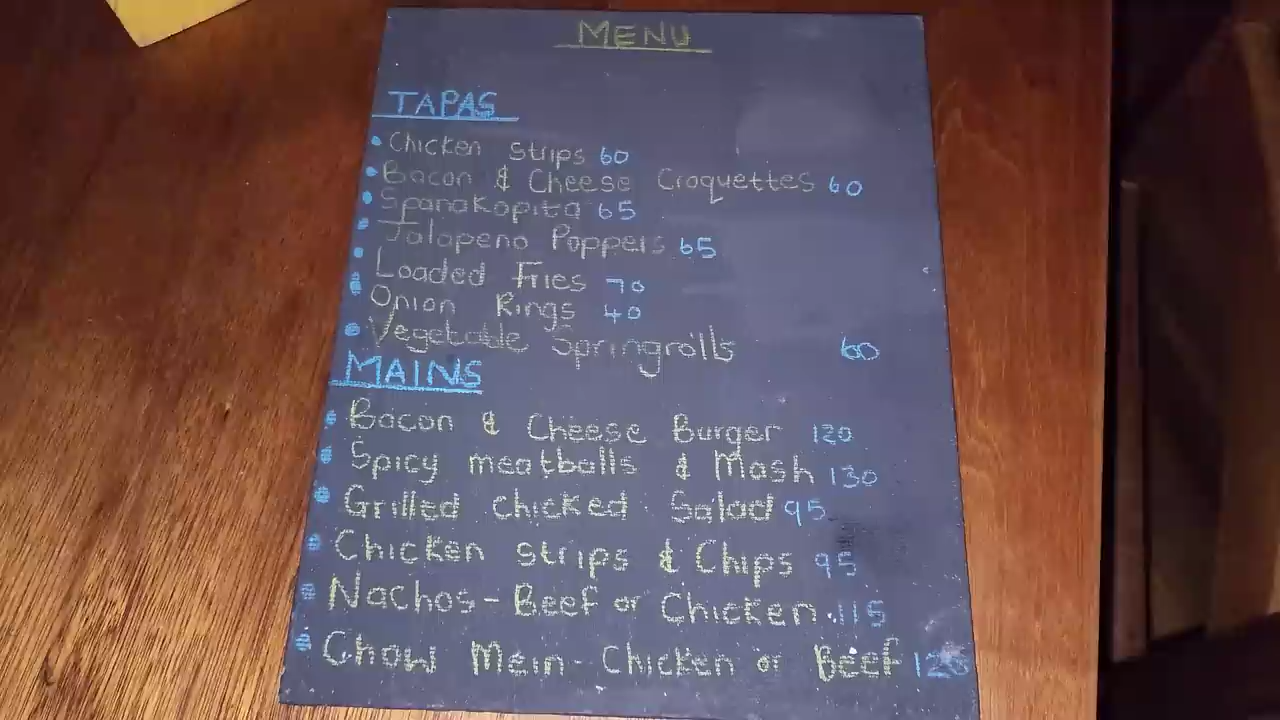 MENU
TAPAS
Chicken strips 60
Bacon & Cheese Croquettes 60
Spanakopita 65
Jalapeno Poppers 65
Loaded Fries 70
Onion Rings 40
Vegetable Springrolls 60
MAINS
Bacon & Cheese Burger 120
Spicy meatballs & Mash 130
Grilled chicked Salad 95
Chicken strips & Chips 95
Nachos - Beef or Chicken 115
Chow Mein - Chicken or Beef